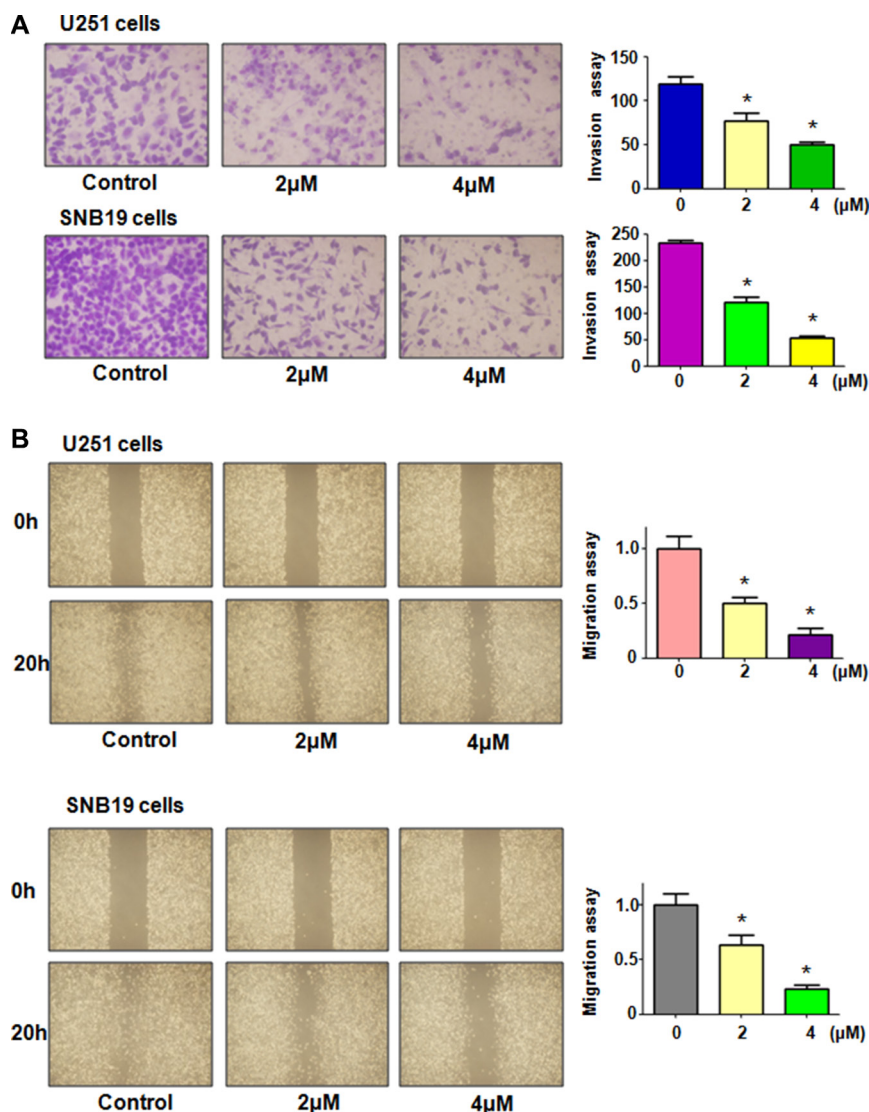 A
U251 cells
Control 2µM 4µM
Invasion assay
150
100
50
0
* *
0 2 4 (µM)
SNB19 cells
Control 2µM 4µM
Invasion assay
250
200
150
100
50
0
* *
0 2 4 (µM)
B
U251 cells
0h
20h
Control 2µM 4µM
Migration assay
1.0
0.5
0
* *
0 2 4 (µM)
SNB19 cells
0h
20h
Control 2µM 4µM
Migration assay
1.0
0.5
0
* *
0 2 4 (µM)